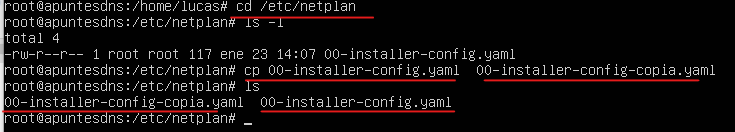 root@apuntesdns:/home/lucas# cd /etc/netplan
root@apuntesdns:/etc/netplan# ls -l
total 4
-rw-r--r-- 1 root root 117 ene 23 14:07 00-installer-config.yaml
root@apuntesdns:/etc/netplan# cp 00-installer-config.yaml  00-installer-config-copia.yaml
root@apuntesdns:/etc/netplan# ls
00-installer-config-copia.yaml  00-installer-config.yaml
root@apuntesdns:/etc/netplan# _